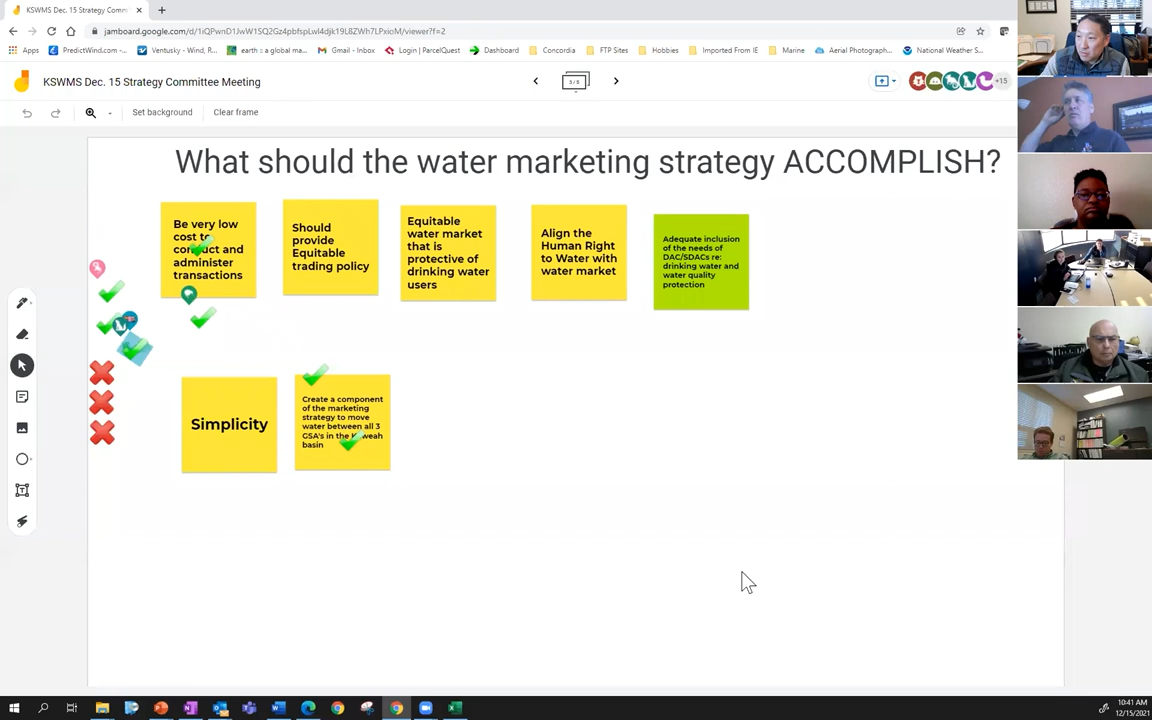 KSWMS Dec. 15 Strategy Committ
jamboard.google.com/d/1iQPwnD1JwW1SQ2Gz4pbfspLwl4djik19L8ZWh7LPxioM/viewer?f=2
Apps PredictWind.com -... Ventusky - Wind, R... earth :: a global ma... Gmail - Inbox Login | ParcelQuest Dashboard Concordia FTP Sites Hobbies Imported From IE Marine Aerial Photograph... National Weather S...
KSWMS Dec. 15 Strategy Committee Meeting
+15
Set background Clear frame
What should the water marketing strategy ACCOMPLISH?
Be very low
cost to
conduct and
administer
transactions
Should
provide
Equitable
trading policy
Equitable
water market
that is
protective of
drinking water
users
Align the
Human Right
to Water with
water market
Adequate inclusion
of the needs of
DAC/SDACs re:
drinking water and
water quality
protection
Simplicity
Create a component
of the marketing
strategy to move
water between all 3
GSA's in the Kaweah
basin
10:41 AM
12/15/2021